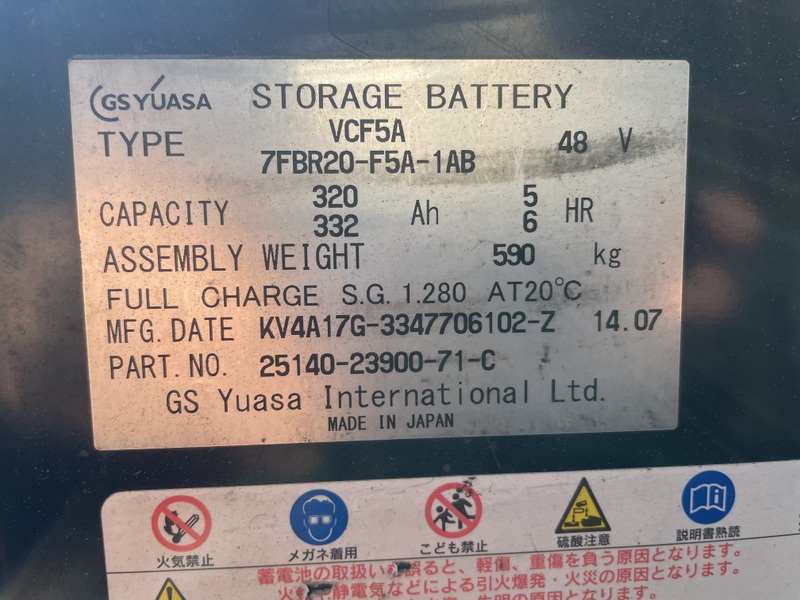 GS YUASA STORAGE BATTERY
TYPE VCF5A 48 V
7FBR20-F5A-1AB
CAPACITY 320 Ah 5 HR
332 6
ASSEMBLY WEIGHT 590 kg
FULL CHARGE S.G. 1.280 AT20℃
MFG. DATE KV4A17G-3347706102-Z 14.07
PART. NO. 25140-23900-71-C
GS Yuasa International Ltd.
MADE IN JAPAN
火気禁止 メガネ着用 こども禁止 硫酸注意 説明書熟読
蓄電池の取扱いを誤ると、軽傷、重傷を負う原因となります。
火や静電気などによる引火爆発・火災の原因となります。